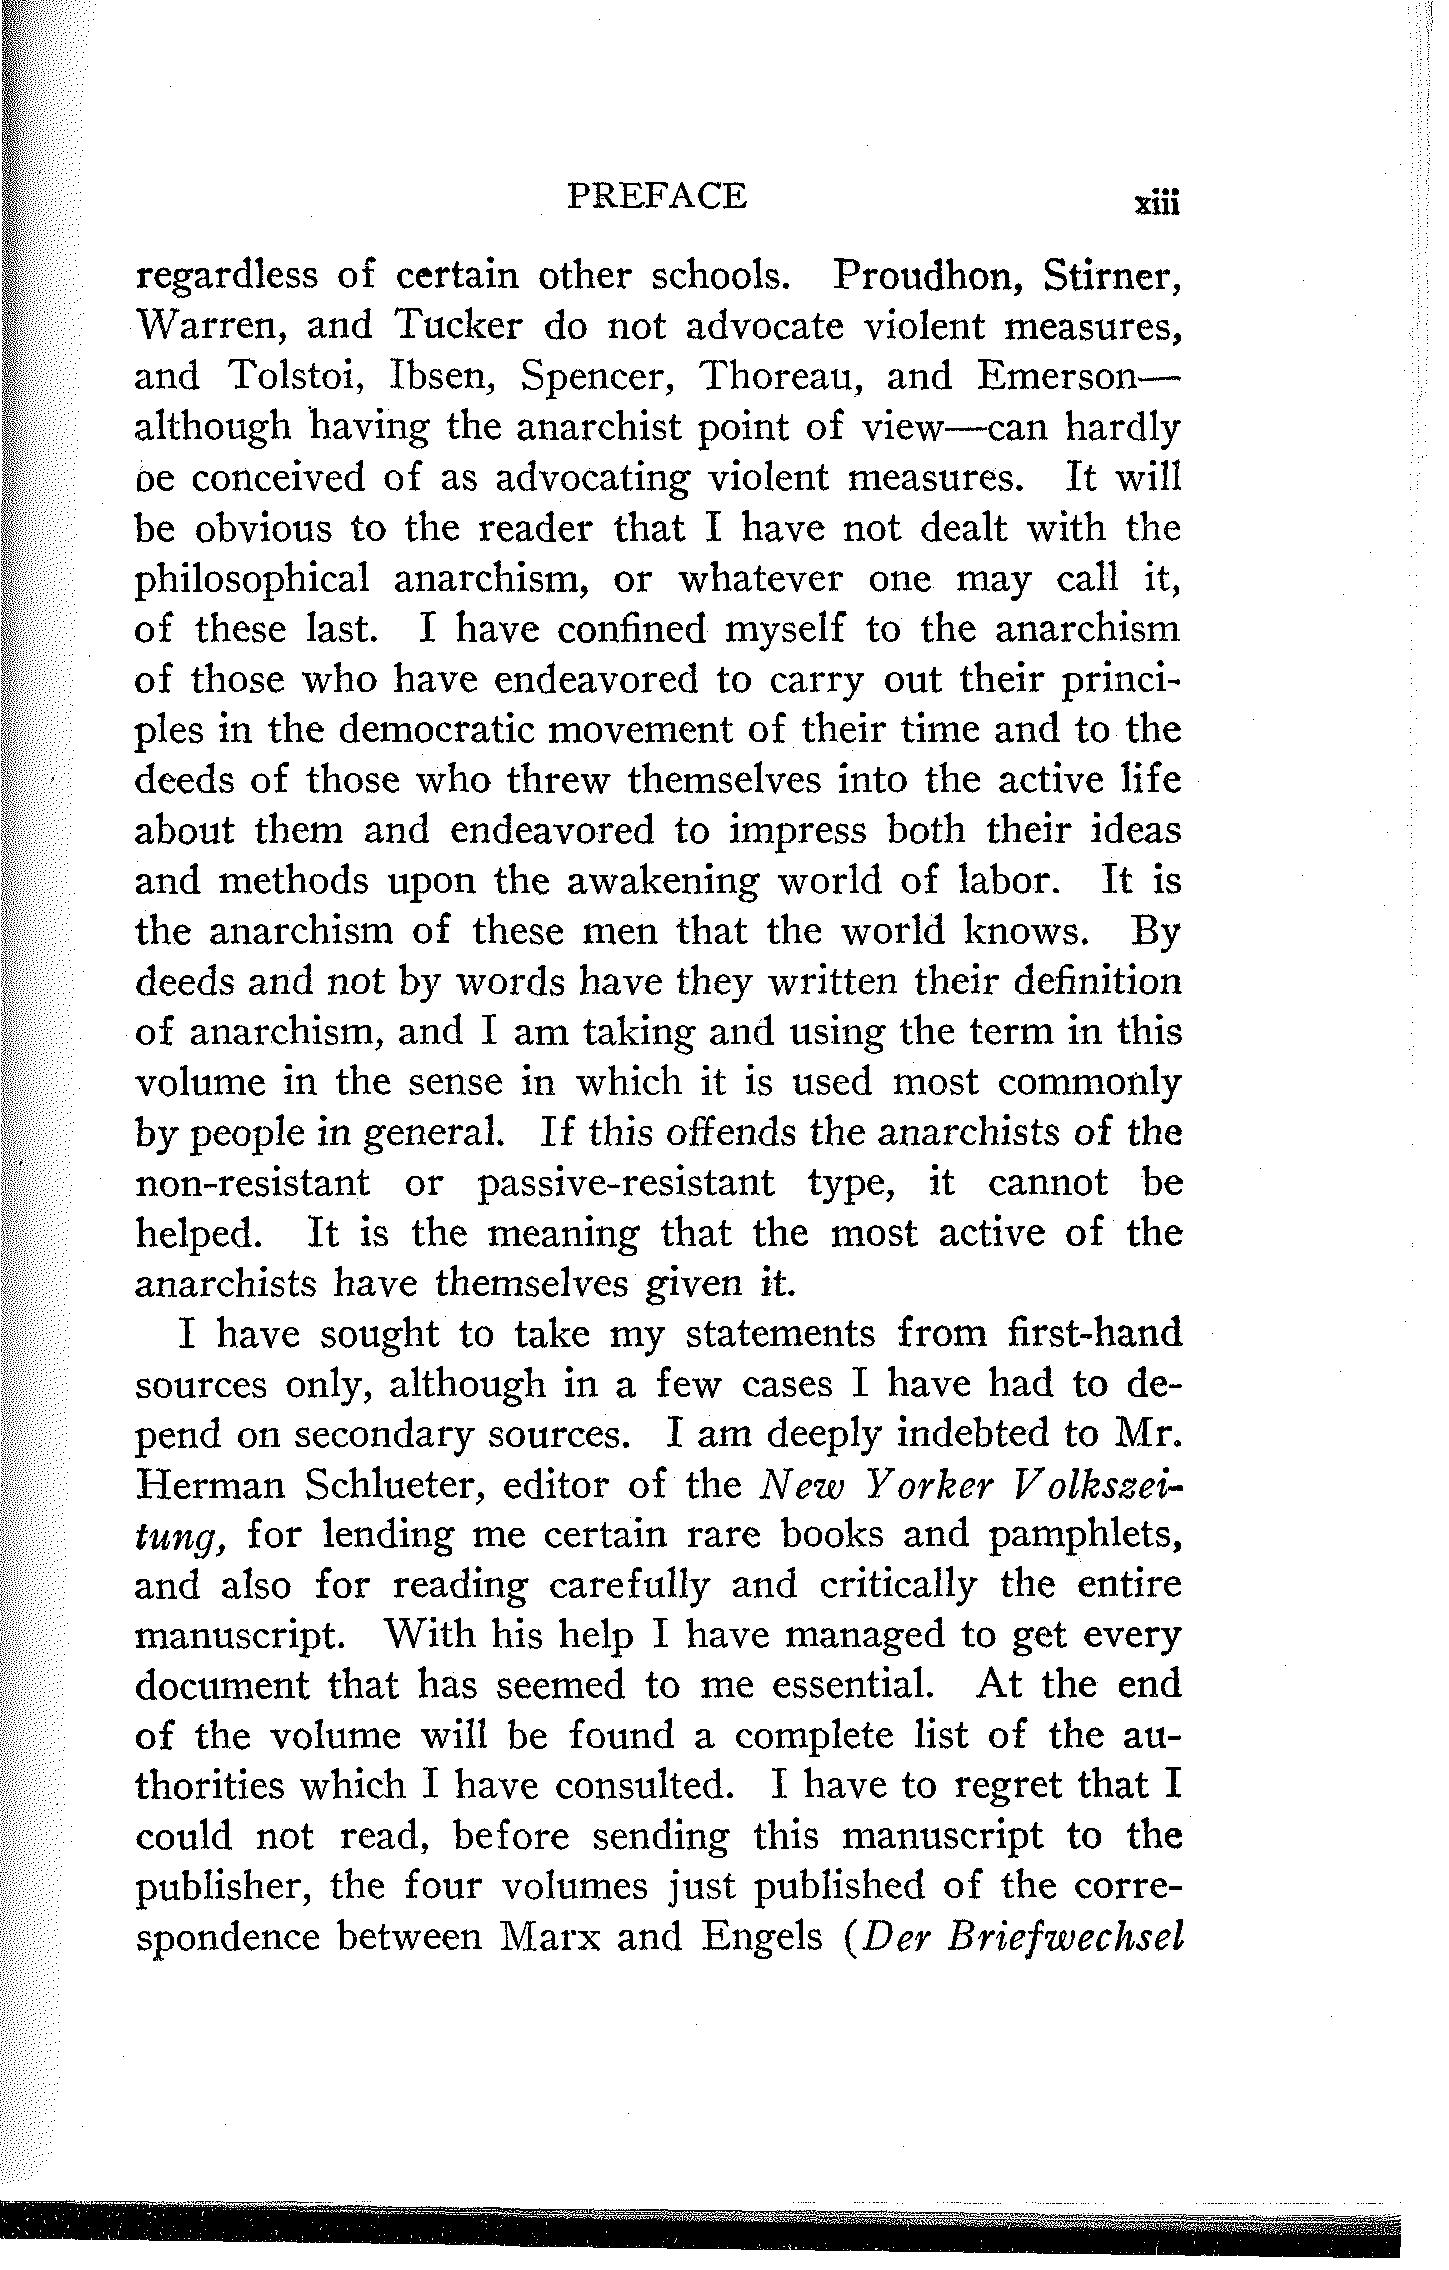 PREFACE xiii
regardless of certain other schools. Proudhon, Stirner,
Warren, and Tucker do not advocate violent measures,
and Tolstoi, Ibsen, Spencer, Thoreau, and Emerson—
although having the anarchist point of view—can hardly
be conceived of as advocating violent measures. It will
be obvious to the reader that I have not dealt with the
philosophical anarchism, or whatever one may call it,
of these last. I have confined myself to the anarchism
of those who have endeavored to carry out their princi-
ples in the democratic movement of their time and to the
deeds of those who threw themselves into the active life
about them and endeavored to impress both their ideas
and methods upon the awakening world of labor. It is
the anarchism of these men that the world knows. By
deeds and not by words have they written their definition
of anarchism, and I am taking and using the term in this
volume in the sense in which it is used most commonly
by people in general. If this offends the anarchists of the
non-resistant or passive-resistant type, it cannot be
helped. It is the meaning that the most active of the
anarchists have themselves given it.
I have sought to take my statements from first-hand
sources only, although in a few cases I have had to de-
pend on secondary sources. I am deeply indebted to Mr.
Herman Schlueter, editor of the New Yorker Volkszei-
tung, for lending me certain rare books and pamphlets,
and also for reading carefully and critically the entire
manuscript. With his help I have managed to get every
document that has seemed to me essential. At the end
of the volume will be found a complete list of the au-
thorities which I have consulted. I have to regret that I
could not read, before sending this manuscript to the
publisher, the four volumes just published of the corre-
spondence between Marx and Engels (Der Briefwechsel